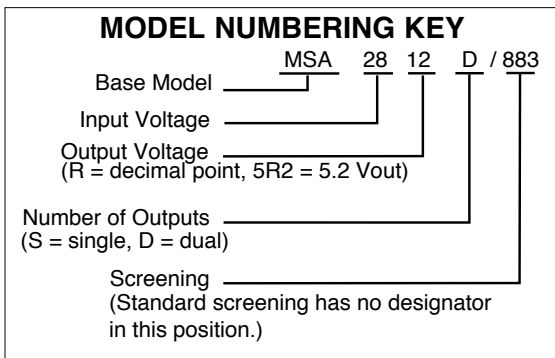 MODEL NUMBERING KEY
MSA 28 12 D / 883
Base Model
Input Voltage
Output Voltage
(R = decimal point, 5R2 = 5.2 Vout)
Number of Outputs
(S = single, D = dual)
Screening
(Standard screening has no designator
in this position.)